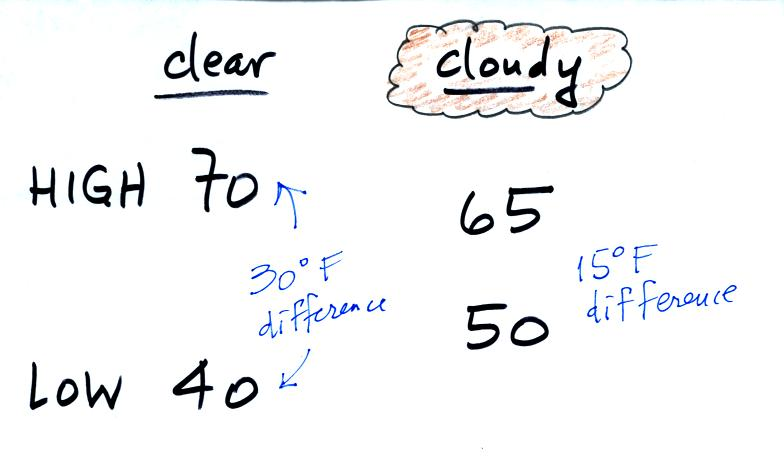 clear cloudy
HIGH 70 65
30°F
difference
15°F
difference
50
LOW 40